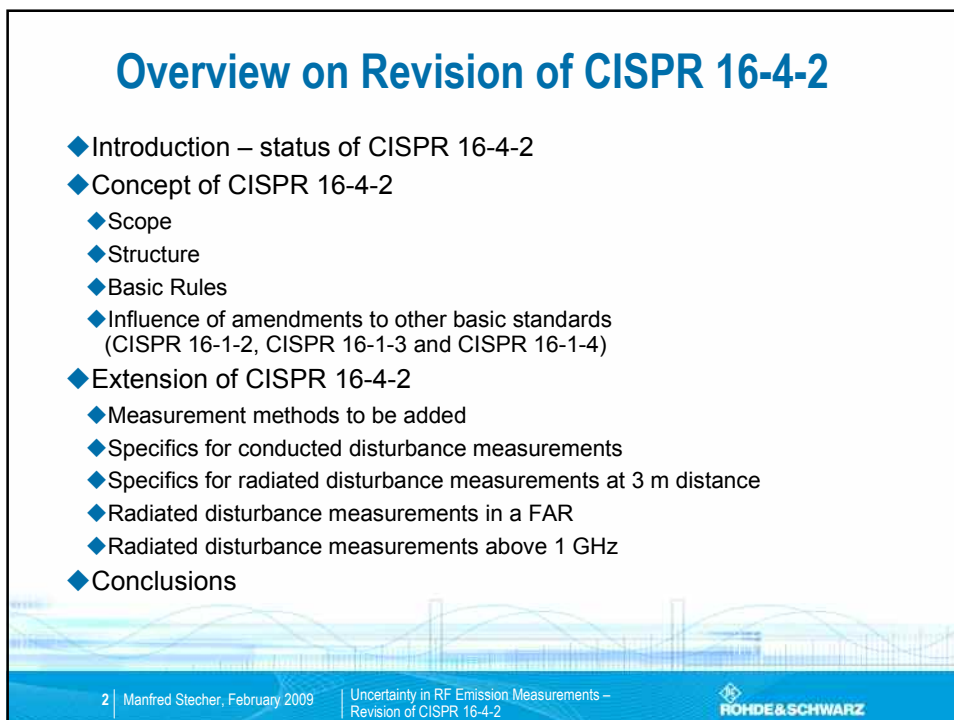 Overview on Revision of CISPR 16-4-2
◆Introduction – status of CISPR 16-4-2
◆Concept of CISPR 16-4-2
◆Scope
◆Structure
◆Basic Rules
◆Influence of amendments to other basic standards
(CISPR 16-1-2, CISPR 16-1-3 and CISPR 16-1-4)
◆Extension of CISPR 16-4-2
◆Measurement methods to be added
◆Specifics for conducted disturbance measurements
◆Specifics for radiated disturbance measurements at 3 m distance
◆Radiated disturbance measurements in a FAR
◆Radiated disturbance measurements above 1 GHz
◆Conclusions
2 | Manfred Stecher, February 2009
Uncertainty in RF Emission Measurements –
Revision of CISPR 16-4-2
ROHDE&SCHWARZ